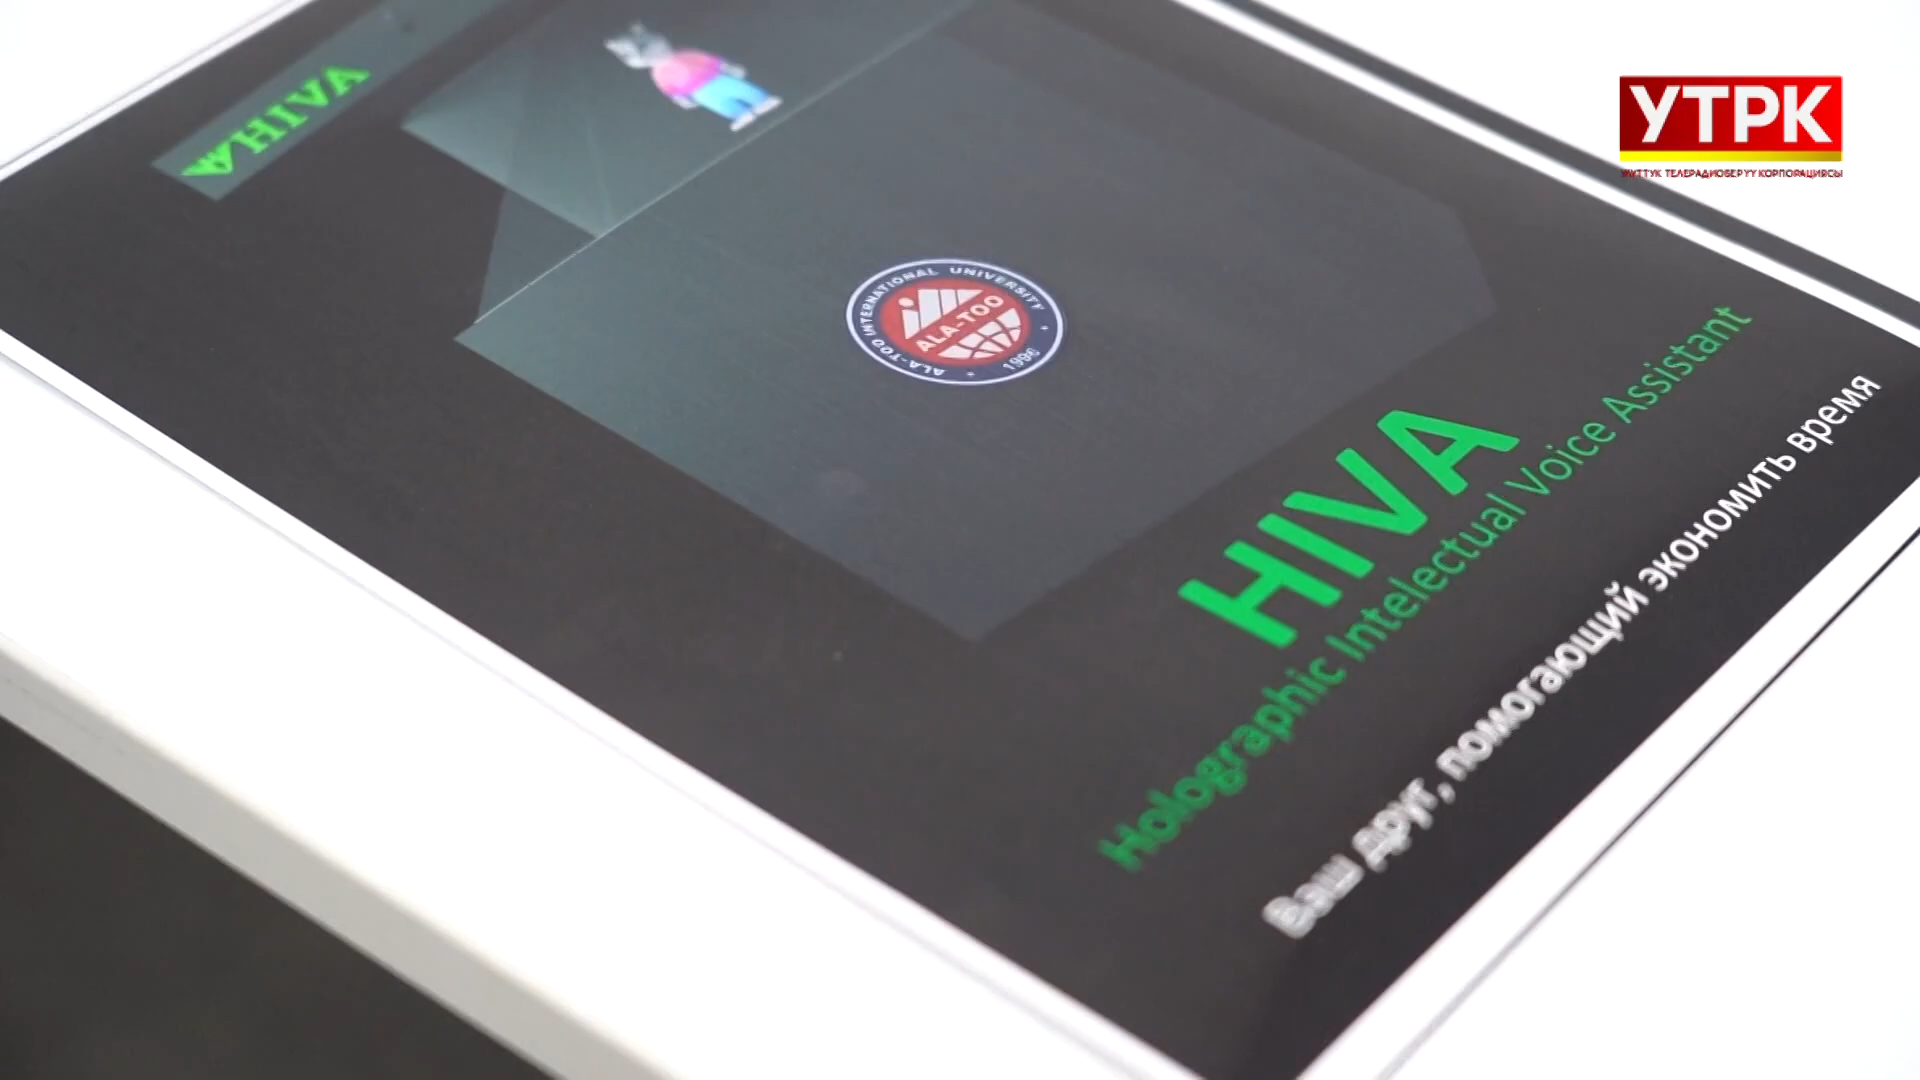 УТРК
УЛУТТУК ТЕЛЕРАДИОБЕРҮҮ КОРПОРАЦИЯСЫ
ALA-TOO INTERNATIONAL UNIVERSITY
ALA-TOO
1996
HIVA
Holographic Intelectual Voice Assistant
Ваш друг, помогающий экономить время